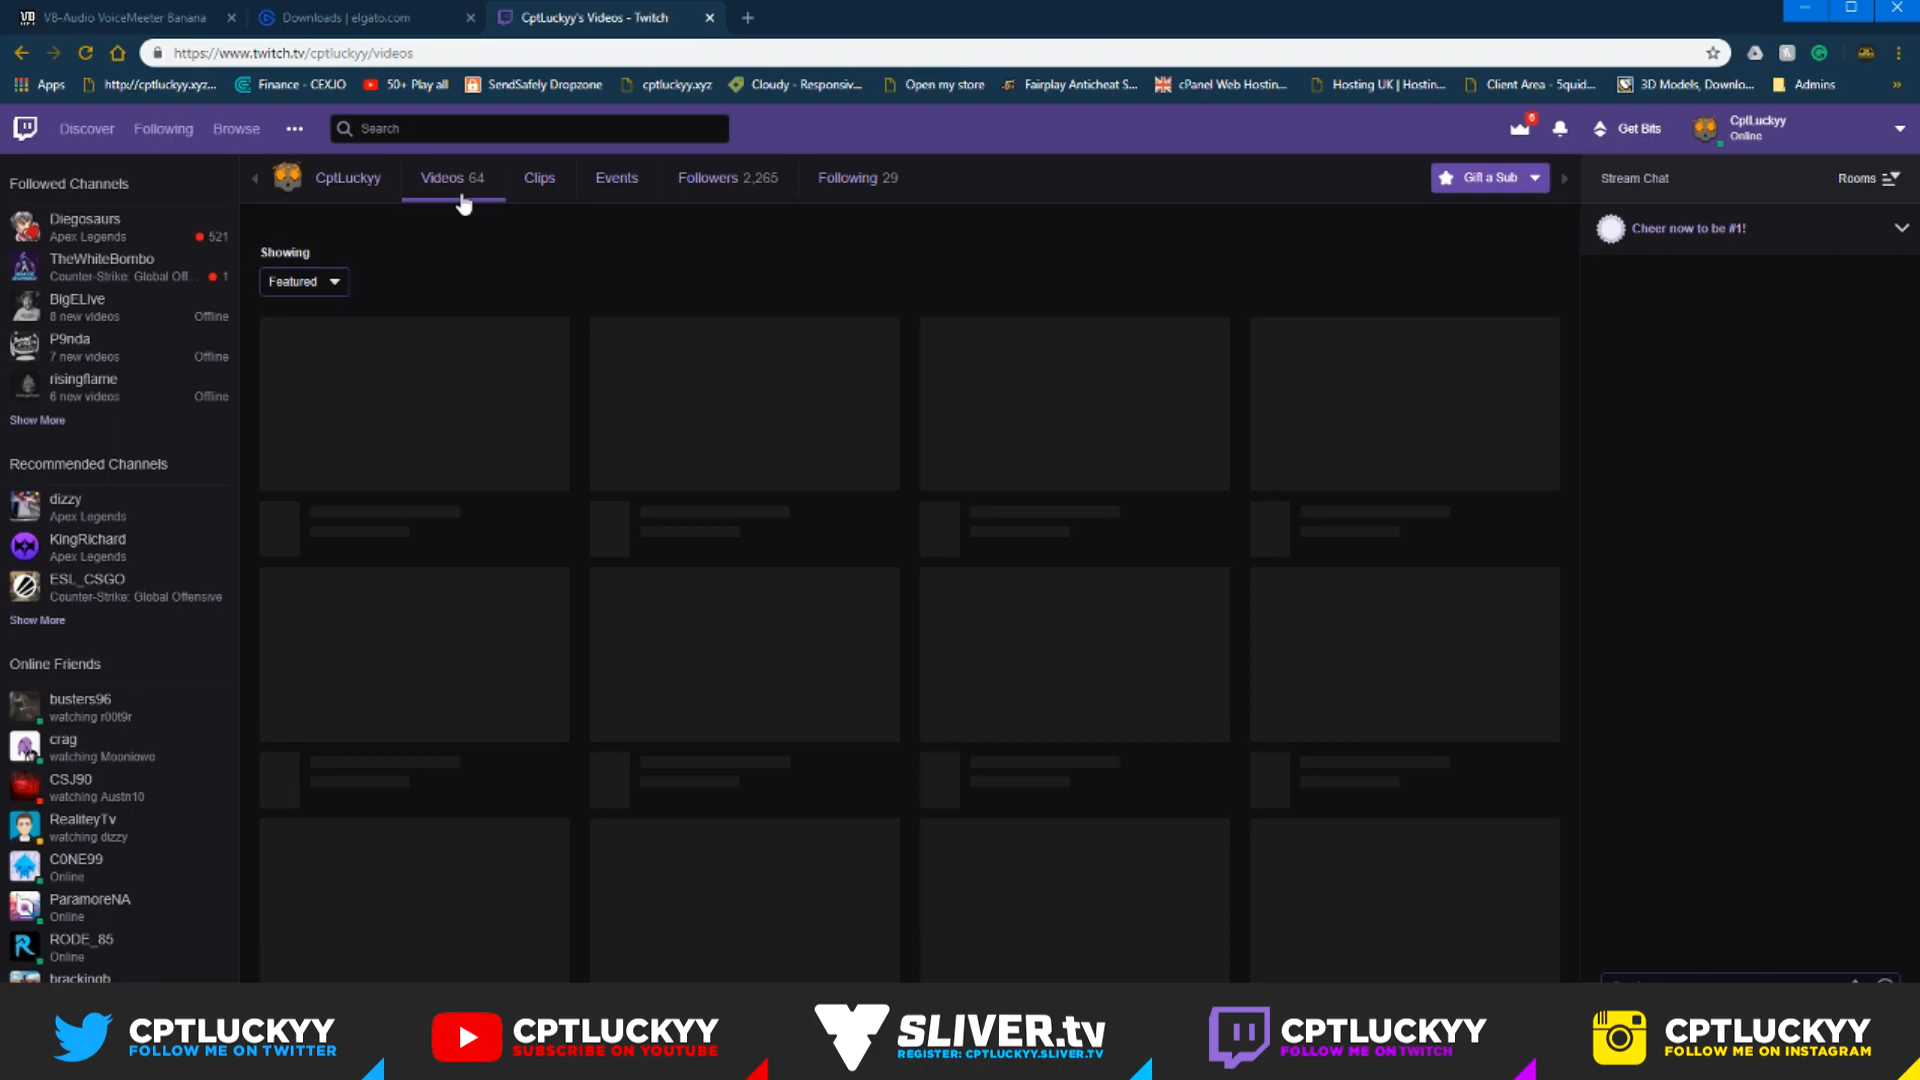 VB-Audio VoiceMeeter Banana
Downloads | elgato.com
CptLuckyy's Videos - Twitch
https://www.twitch.tv/cptluckyy/videos
Apps
http://cptluckyy.xyz...
Finance - CEX.IO
50+ Play all
SendSafely Dropzone
cptluckyy.xyz
Cloudy - Responsiv...
Open my store
Fairplay Anticheat S...
cPanel Web Hostin...
Hosting UK | Hostin...
Client Area - 5quid...
3D Models, Downlo...
Admins
Discover
Following
Browse
Search
6
Get Bits
CptLuckyy
Online
Followed Channels
Diegosaurs
Apex Legends
521
TheWhiteBombo
Counter-Strike: Global Off...
1
BigELive
8 new videos
Offline
P9nda
7 new videos
Offline
risingflame
6 new videos
Offline
Show More
Recommended Channels
dizzy
Apex Legends
KingRichard
Apex Legends
ESL_CSGO
Counter-Strike: Global Offensive
Show More
Online Friends
busters96
watching r00t9r
crag
watching Mooniowo
CSJ90
watching Austn10
RealiteyTv
watching dizzy
C0NE99
Online
ParamoreNA
Online
RODE_85
Online
CptLuckyy
Videos 64
Clips
Events
Followers 2,265
Following 29
Gift a Sub
Showing
Featured
Stream Chat
Rooms
Cheer now to be #1!
CPTLUCKYY
FOLLOW ME ON TWITTER
CPTLUCKYY
SUBSCRIBE ON YOUTUBE
SLIVER.tv
REGISTER: CPTLUCKYY.SLIVER.TV
CPTLUCKYY
FOLLOW ME ON TWITCH
CPTLUCKYY
FOLLOW ME ON INSTAGRAM